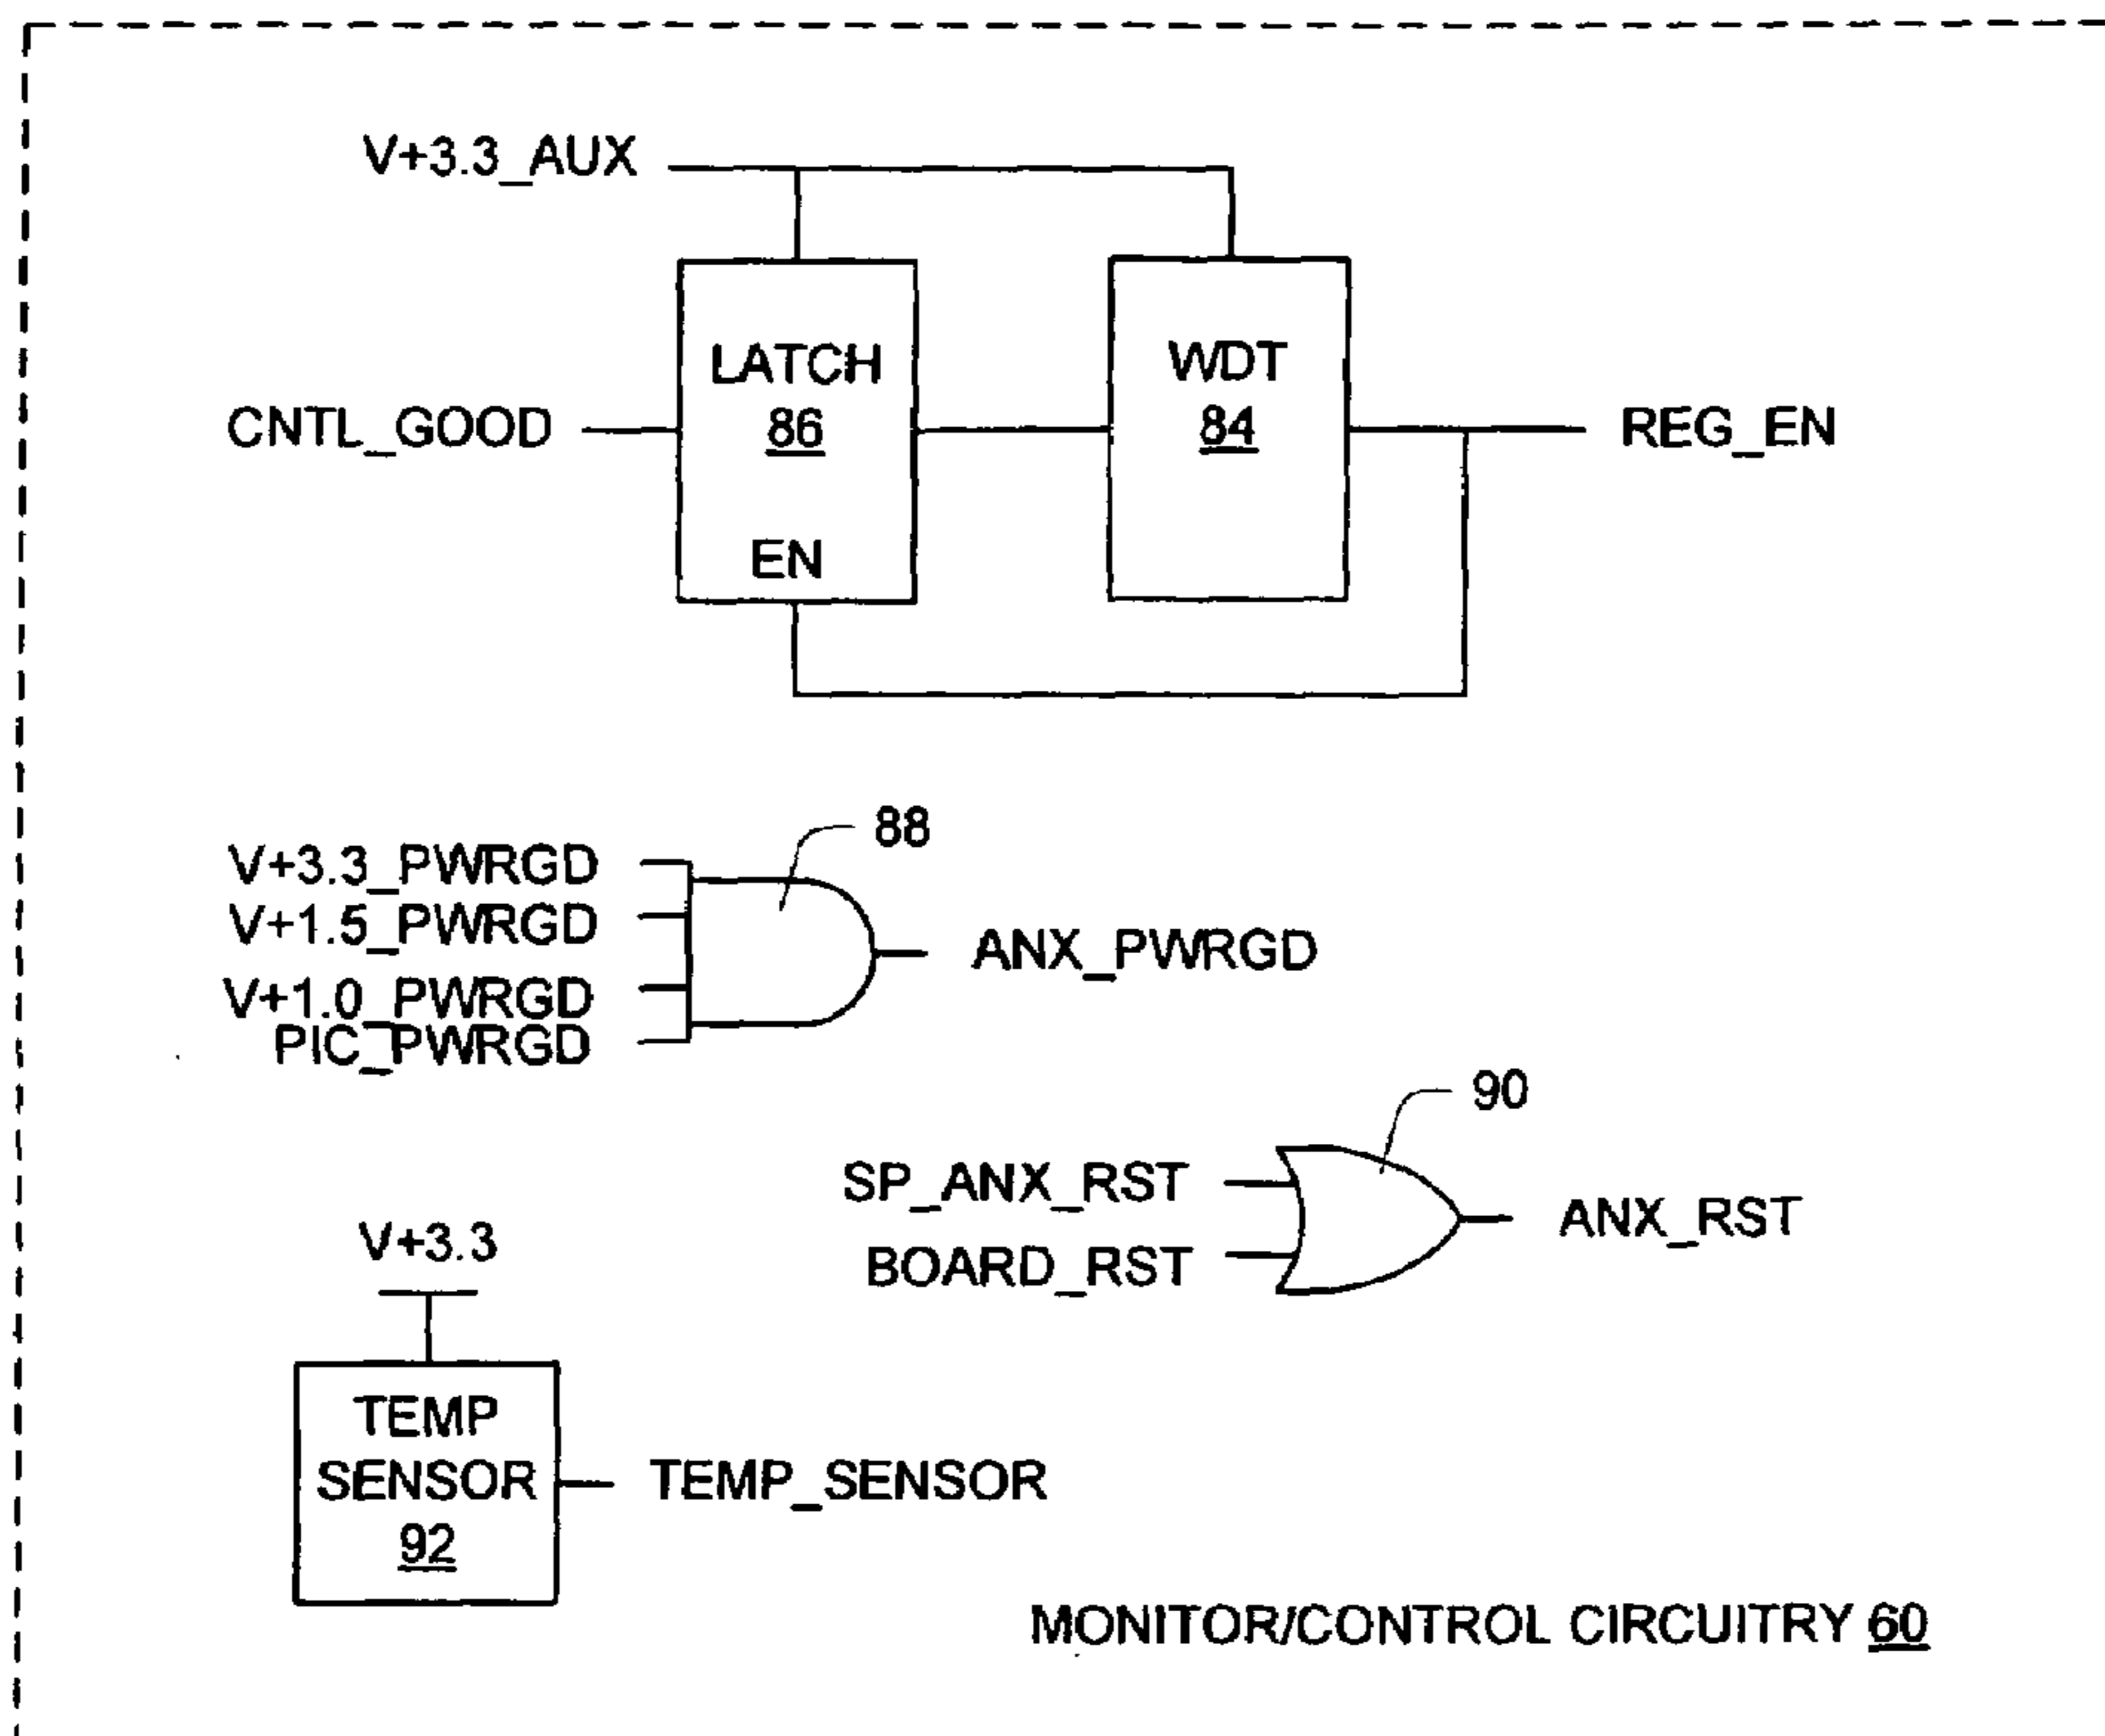 V+3.3_AUX
LATCH
86
EN
WDT
84
CNTL_GOOD
REG_EN
88
V+3.3_PWRGD
V+1.5_PWRGD
V+1.0_PWRGD
PIC_PWRGD
ANX_PWRGD
90
SP_ANX_RST
BOARD_RST
ANX_RST
V+3.3
TEMP
SENSOR
92
TEMP_SENSOR
MONITOR/CONTROL CIRCUITRY 60